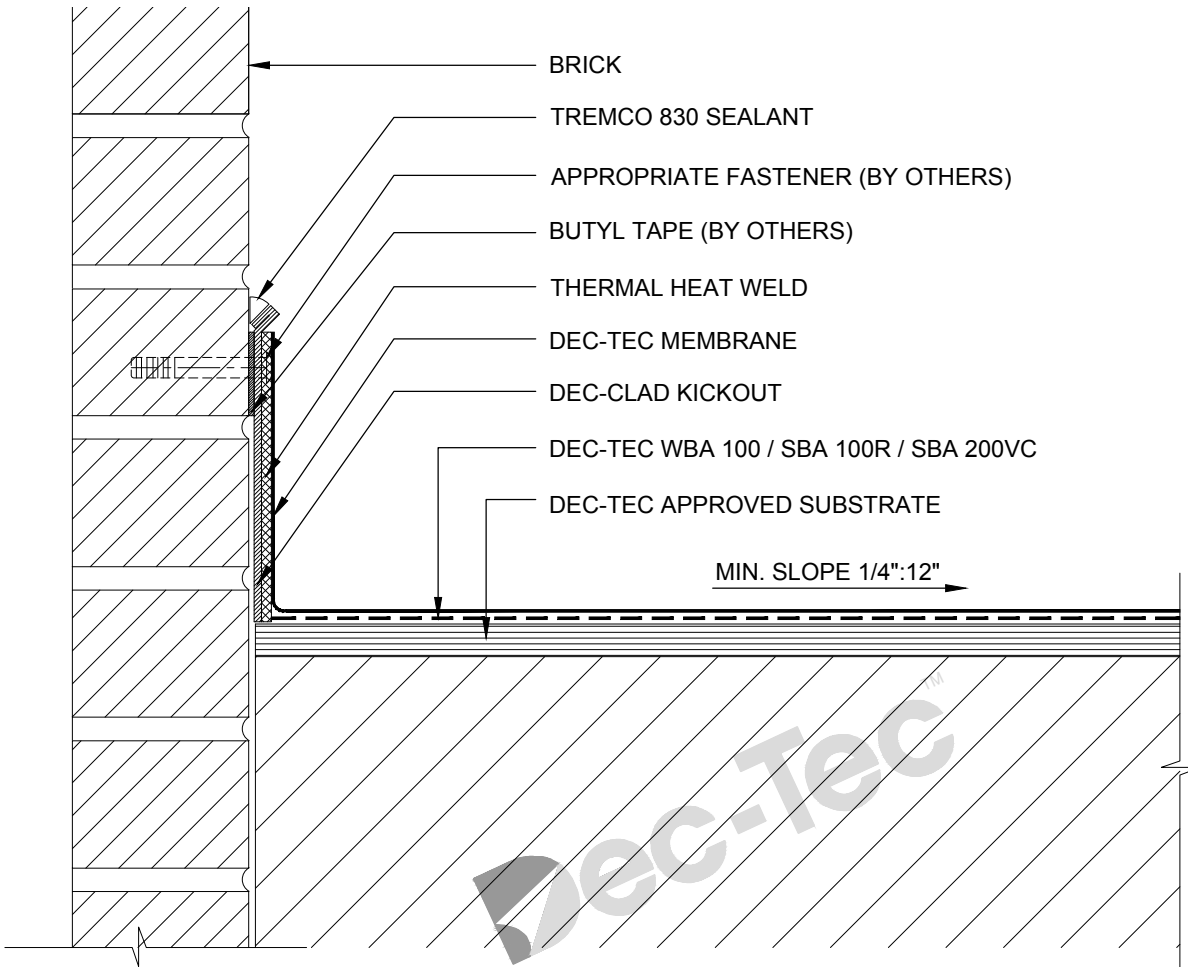 BRICK
TREMCO 830 SEALANT
APPROPRIATE FASTENER (BY OTHERS)
BUTYL TAPE (BY OTHERS)
THERMAL HEAT WELD
DEC-TEC MEMBRANE
DEC-CLAD KICKOUT
DEC-TEC WBA 100 / SBA 100R / SBA 200VC
DEC-TEC APPROVED SUBSTRATE
MIN. SLOPE 1/4":12"
Dec-Tec™